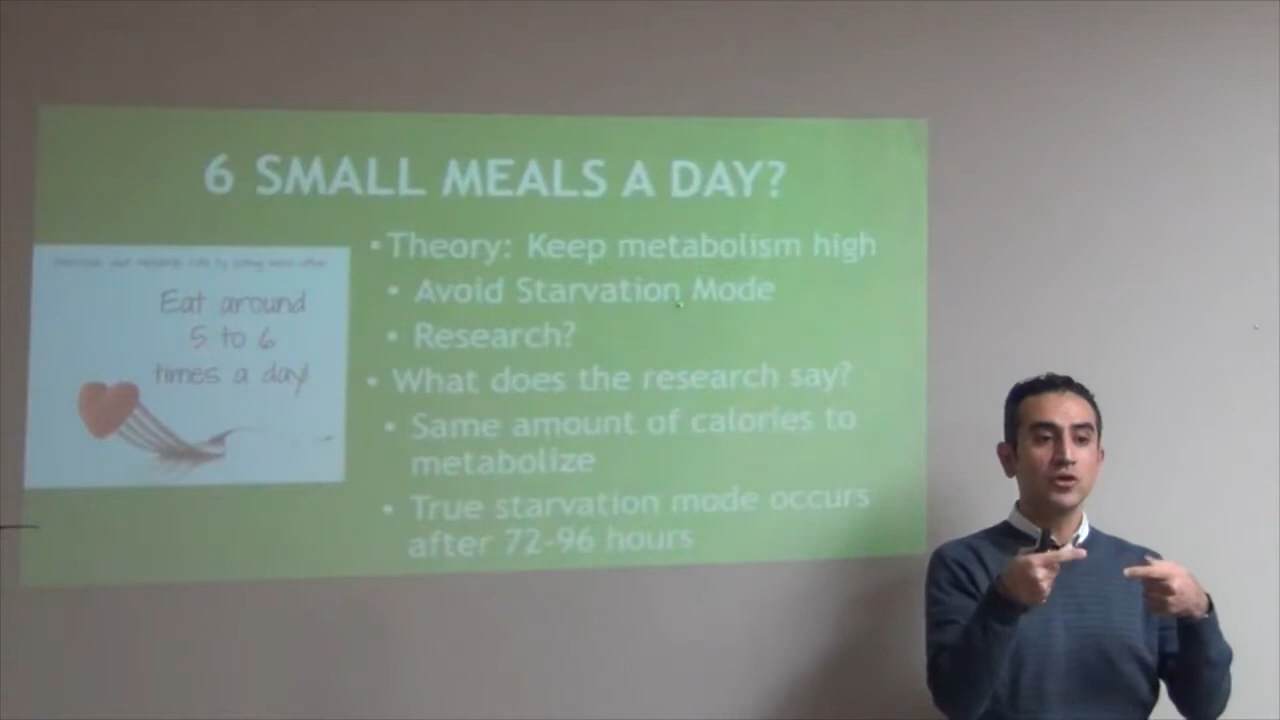 6 SMALL MEALS A DAY?
Eat around
5 to 6
times a day!
• Theory: Keep metabolism high
• Avoid Starvation Mode
• Research?
• What does the research say?
• Same amount of calories to
metabolize
• True starvation mode occurs
after 72-96 hours